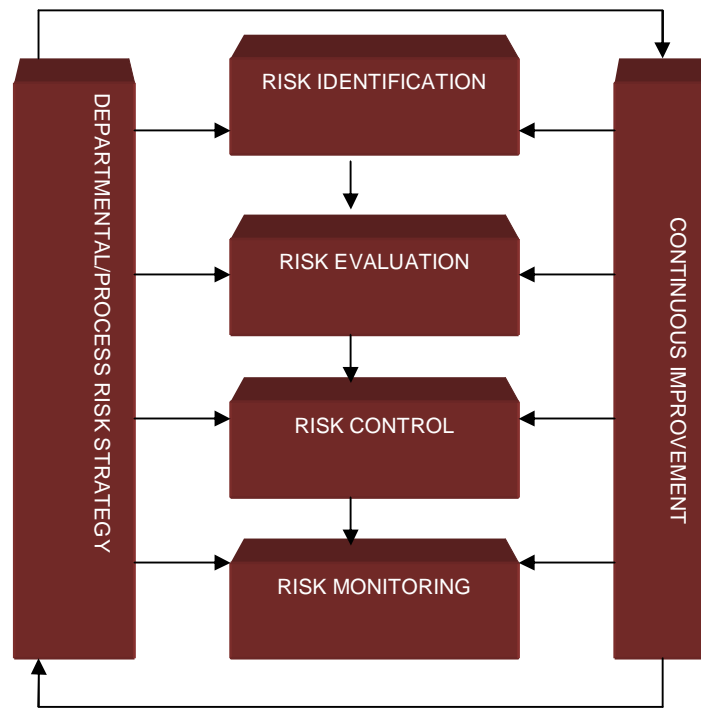 RISK IDENTIFICATION
DEPARTMENTAL/PROCESS RISK STRATEGY
CONTINUOUS IMPROVEMENT
RISK EVALUATION
RISK CONTROL
RISK MONITORING